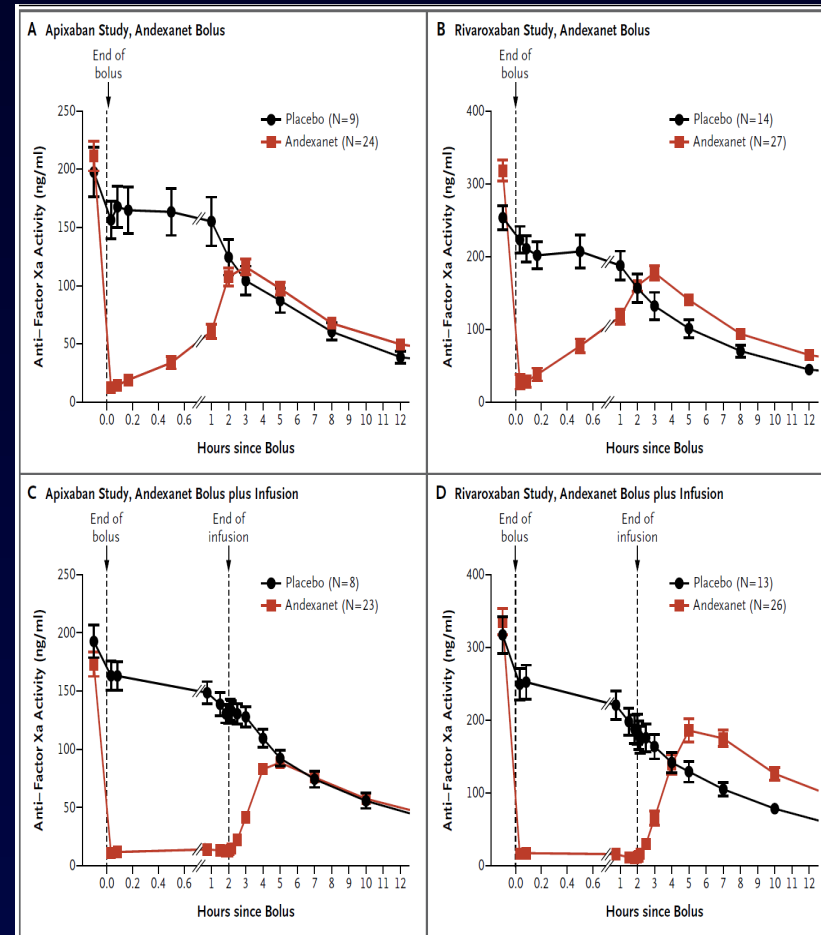 A Apixaban Study, Andexanet Bolus
End of
bolus
Anti–Factor Xa Activity (ng/ml)
250
200
150
100
50
0
Placebo (N=9)
Andexanet (N=24)
0.0 0.2 0.4 0.6 1 2 3 4 5 6 7 8 9 10 11 12
Hours since Bolus
B Rivaroxaban Study, Andexanet Bolus
End of
bolus
Anti–Factor Xa Activity (ng/ml)
400
300
200
100
0
Placebo (N=14)
Andexanet (N=27)
0.0 0.2 0.4 0.6 1 2 3 4 5 6 7 8 9 10 11 12
Hours since Bolus
C Apixaban Study, Andexanet Bolus plus Infusion
End of
bolus
End of
infusion
Anti–Factor Xa Activity (ng/ml)
250
200
150
100
50
0
Placebo (N=8)
Andexanet (N=23)
0.0 0.2 0.4 0.6 1 2 3 4 5 6 7 8 9 10 11 12
Hours since Bolus
D Rivaroxaban Study, Andexanet Bolus plus Infusion
End of
bolus
End of
infusion
Anti–Factor Xa Activity (ng/ml)
400
300
200
100
0
Placebo (N=13)
Andexanet (N=26)
0.0 0.2 0.4 0.6 1 2 3 4 5 6 7 8 9 10 11 12
Hours since Bolus